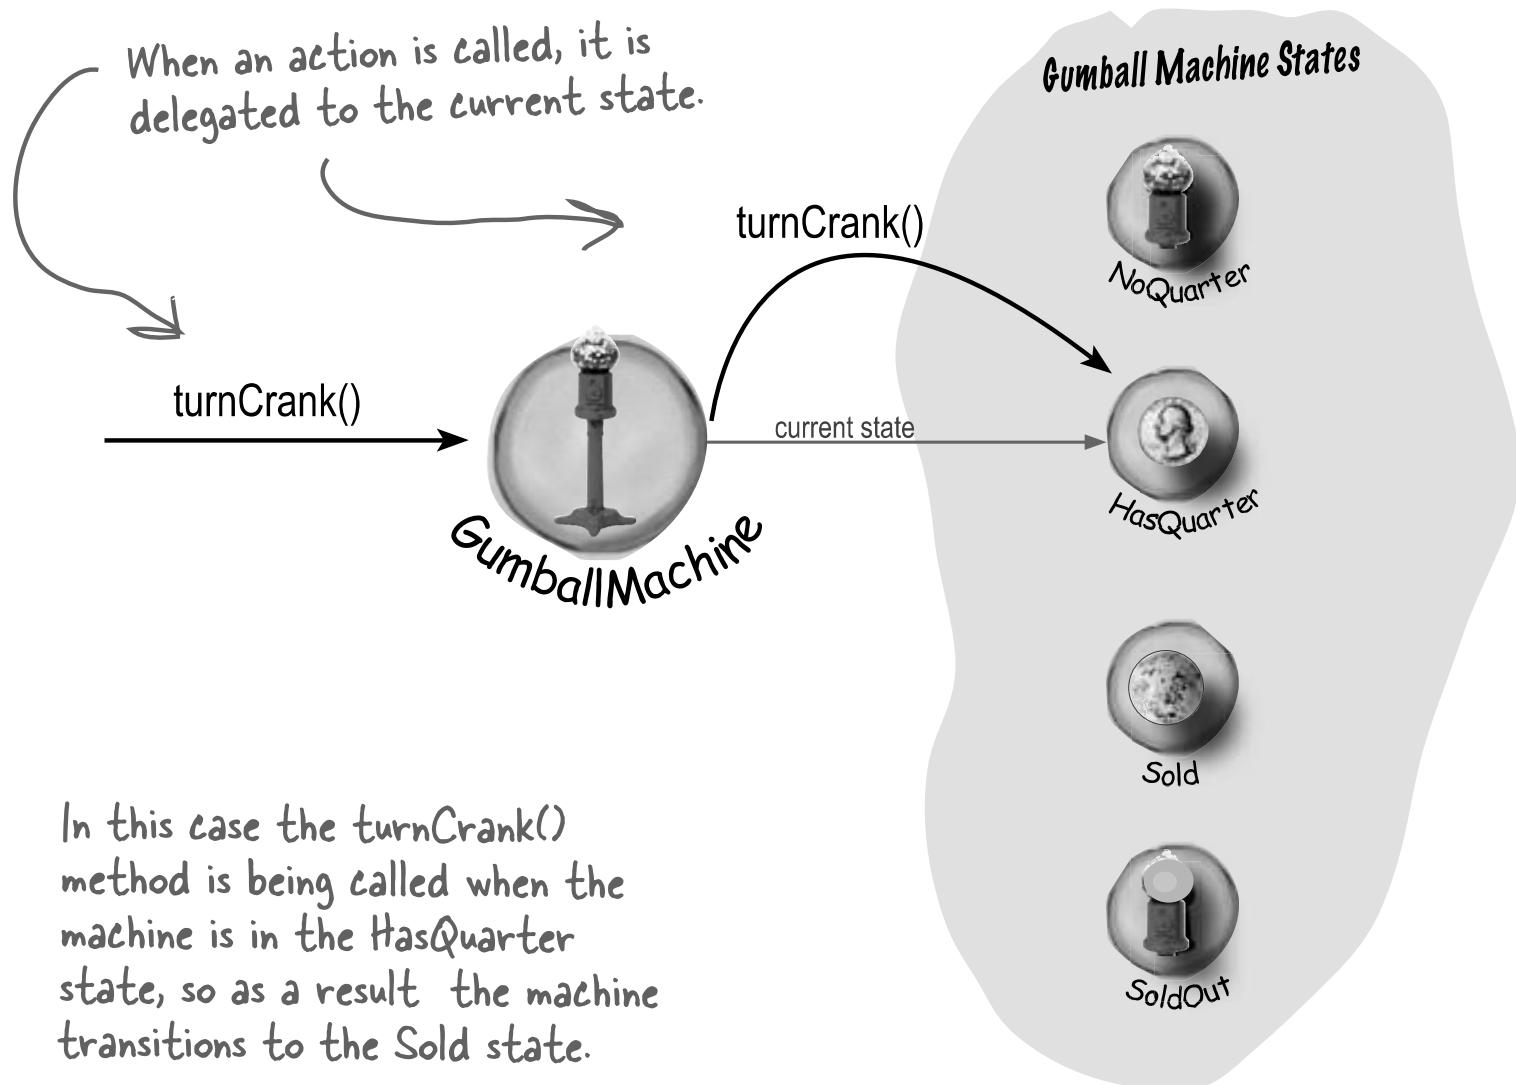 When an action is called, it is
delegated to the current state.
Gumball Machine States
turnCrank()
NoQuarter
turnCrank()
current state
HasQuarter
GumballMachine
Sold
In this case the turnCrank()
method is being called when the
machine is in the HasQuarter
state, so as a result the machine
transitions to the Sold state.
SoldOut